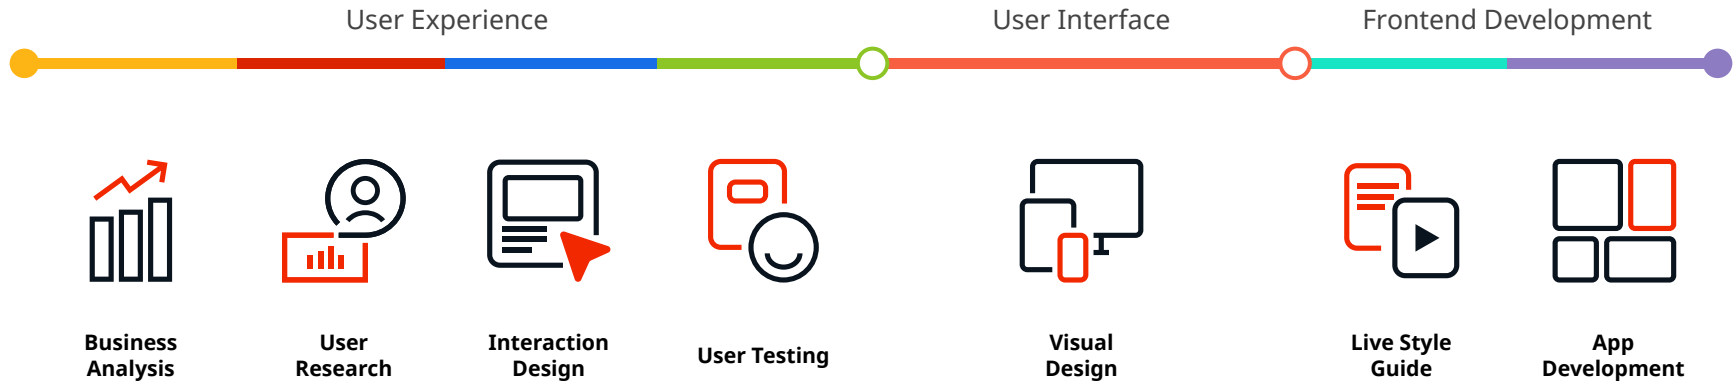 User Experience
User Interface
Frontend Development
Business
Analysis
User
Research
Interaction
Design
User Testing
Visual
Design
Live Style
Guide
App
Development